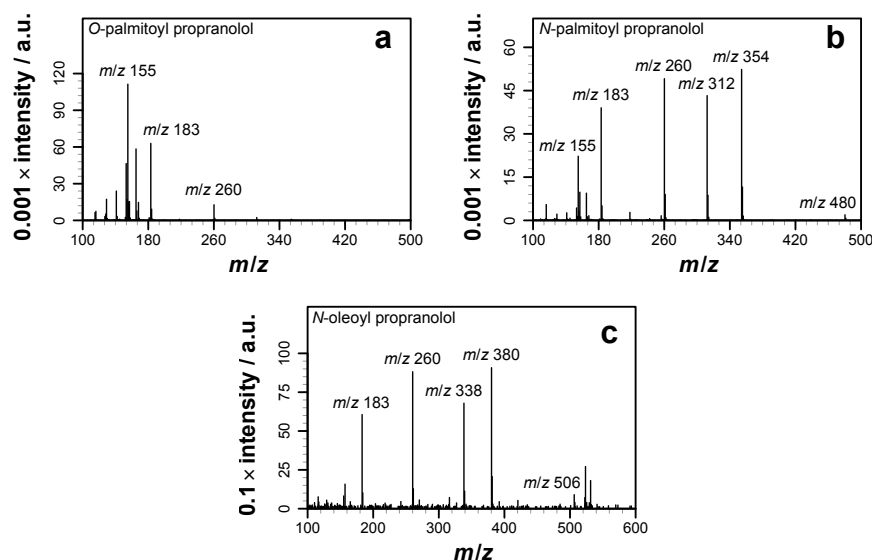 O-palmitoyl propranolol
a
m/z 155
m/z 183
m/z 260
0.001 × intensity / a.u.
120
90
60
30
0
100
180
260
340
420
500
m/z
N-palmitoyl propranolol
b
m/z 354
m/z 260
m/z 312
m/z 183
m/z 155
m/z 480
0.001 × intensity / a.u.
60
45
30
15
0
100
180
260
340
420
500
m/z
N-oleoyl propranolol
c
m/z 380
m/z 260
m/z 338
m/z 183
m/z 506
0.1 × intensity / a.u.
100
75
50
25
0
100
200
300
400
500
600
m/z